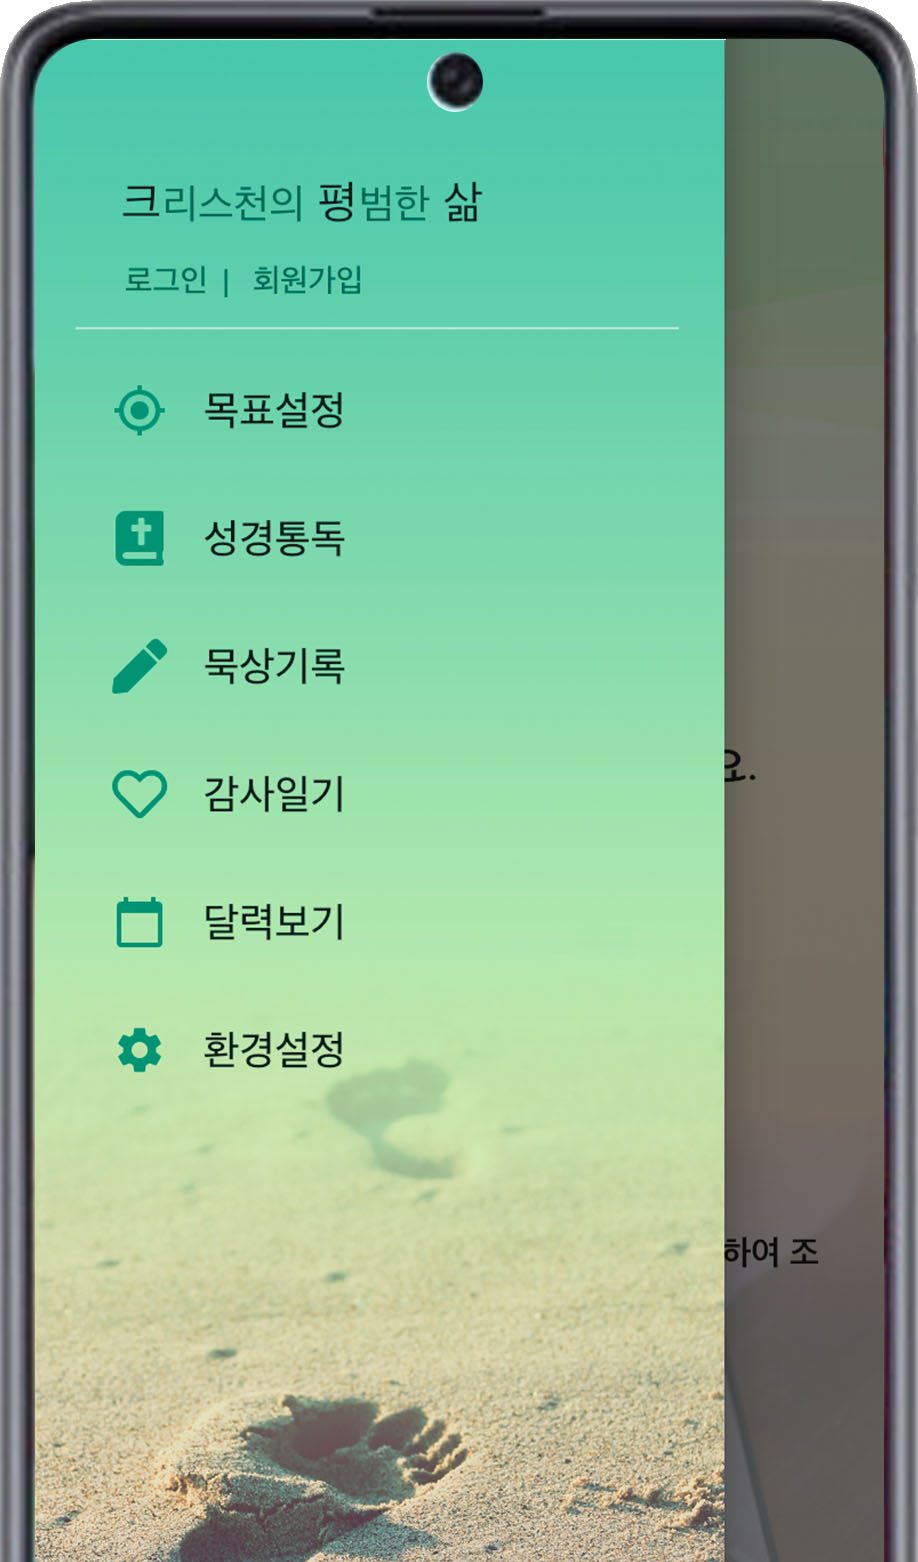 크리스천의 평범한 삶
로그인 | 회원가입
목표설정
성경통독
묵상기록
감사일기
달력보기
환경설정
요.
하여 조